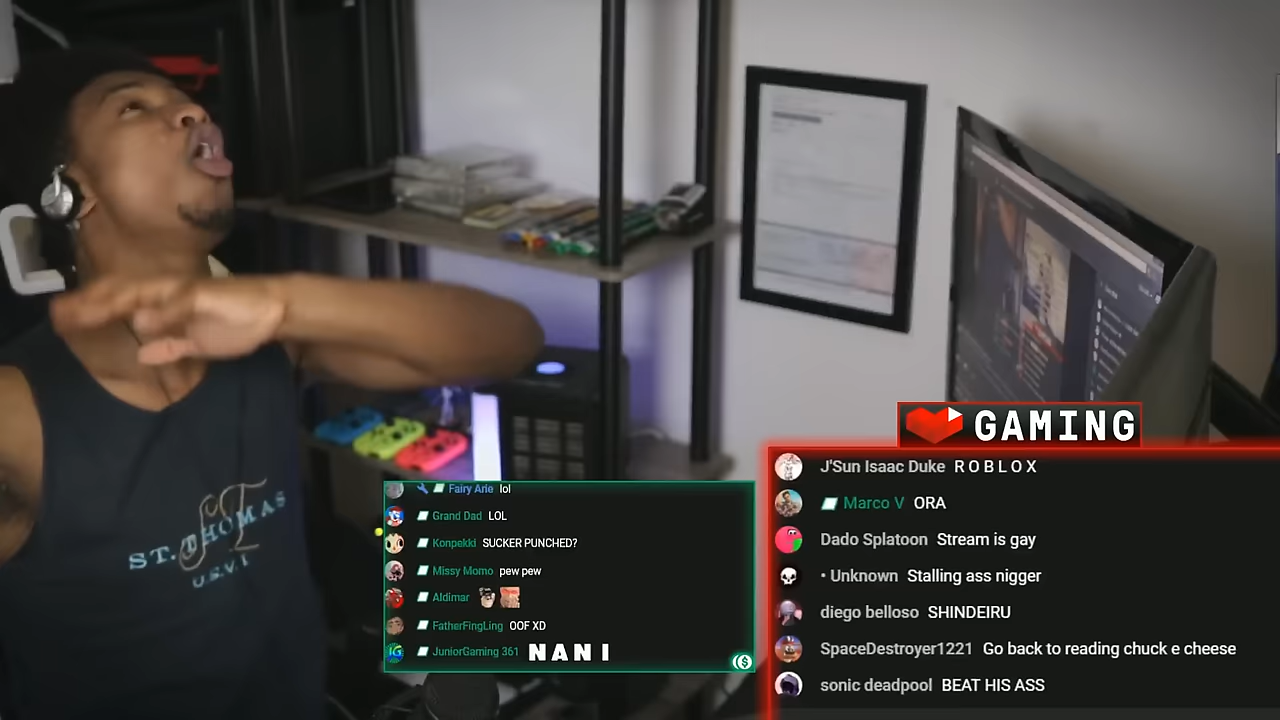 ST. THOMAS
ST
U.S.V.I
GAMING
Fairy Arie lol
Grand Dad LOL
Konpekki SUCKER PUNCHED?
Missy Momo pew pew
Aldimar
FatherFingLing OOF XD
JuniorGaming 361 NANI
J'Sun Isaac Duke R O B L O X
Marco V ORA
Dado Splatoon Stream is gay
• Unknown Stalling ass nigger
diego belloso SHINDEIRU
SpaceDestroyer1221 Go back to reading chuck e cheese
sonic deadpool BEAT HIS ASS